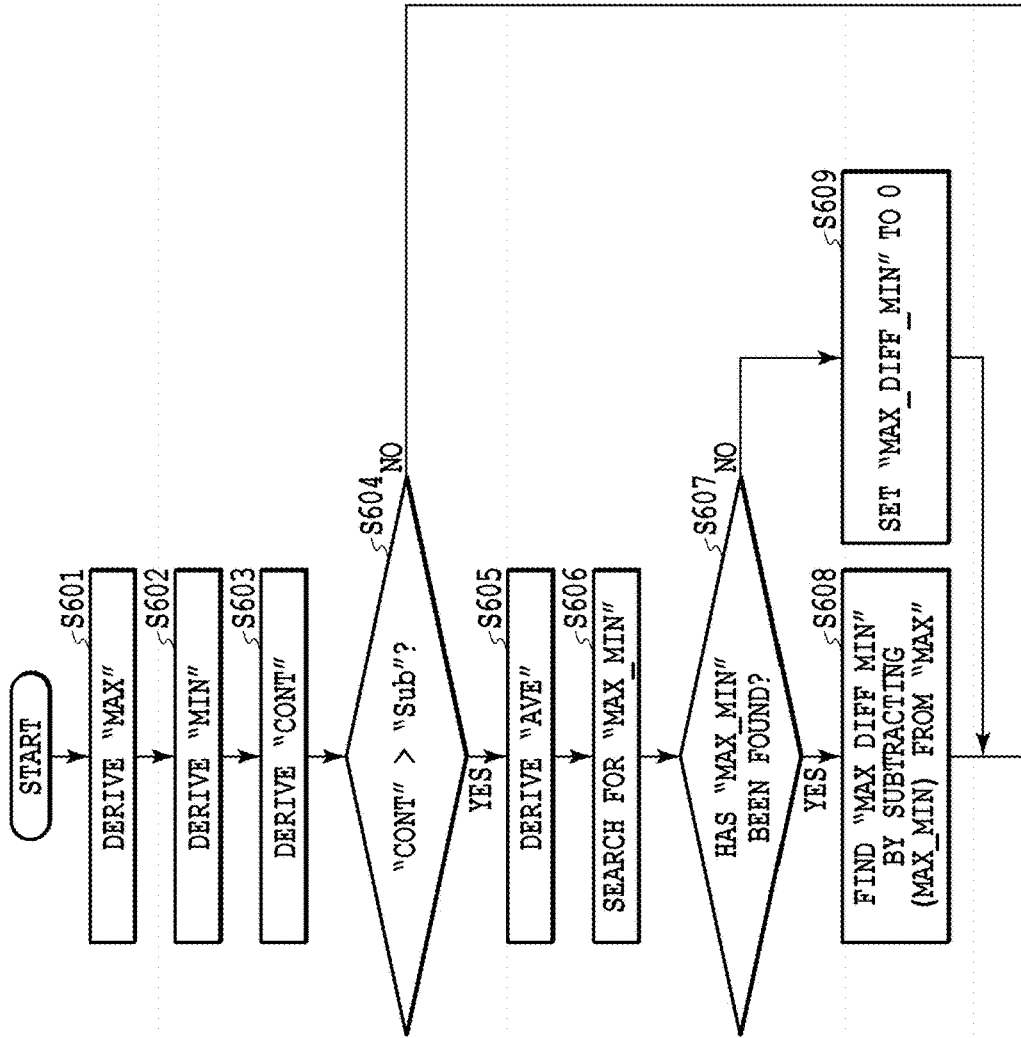 START
S601
DERIVE "MAX"
S602
DERIVE "MIN"
S603
DERIVE "CONT"
S604
"CONT" > "Sub"?
NO
YES
S605
DERIVE "AVE"
S606
SEARCH FOR "MAX_MIN"
S607
HAS "MAX_MIN"
BEEN FOUND?
NO
YES
S608
FIND "MAX DIFF MIN"
BY SUBTRACTING
(MAX_MIN) FROM "MAX"
S609
SET "MAX_DIFF_MIN" TO 0